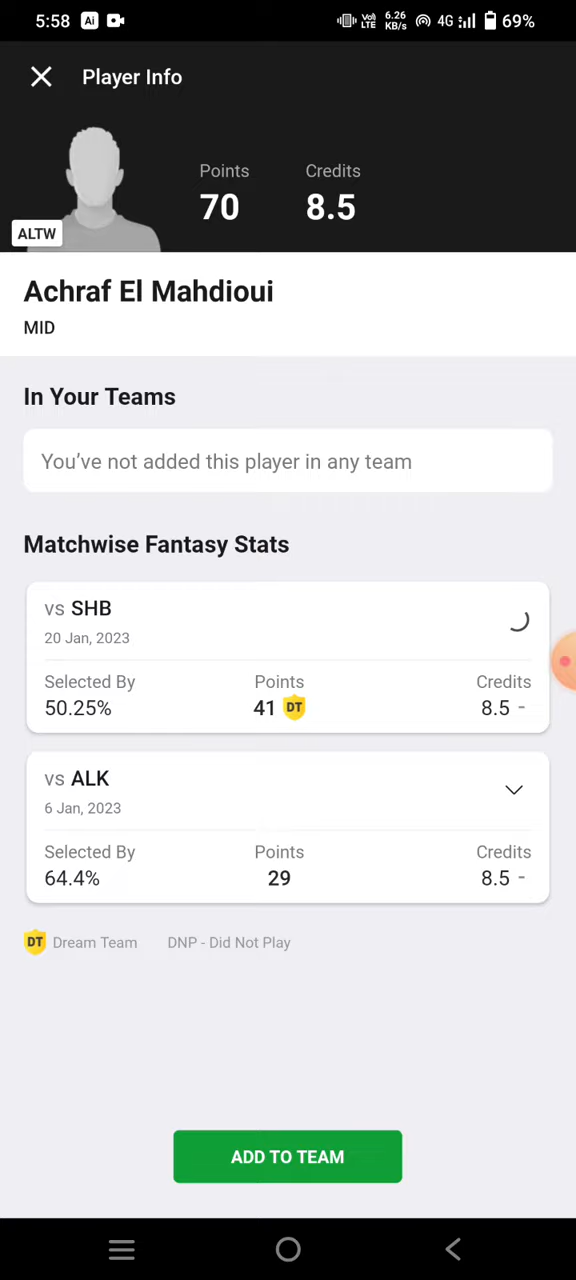 5:58 Ai Vo) LTE 6.26 KB/s 4G 69%
Player Info
Points Credits
70 8.5
ALTW
Achraf El Mahdioui
MID
In Your Teams
You’ve not added this player in any team
Matchwise Fantasy Stats
vs SHB
20 Jan, 2023
Selected By Points Credits
50.25% 41 DT 8.5 -
vs ALK
6 Jan, 2023
Selected By Points Credits
64.4% 29 8.5 -
DT Dream Team DNP - Did Not Play
ADD TO TEAM